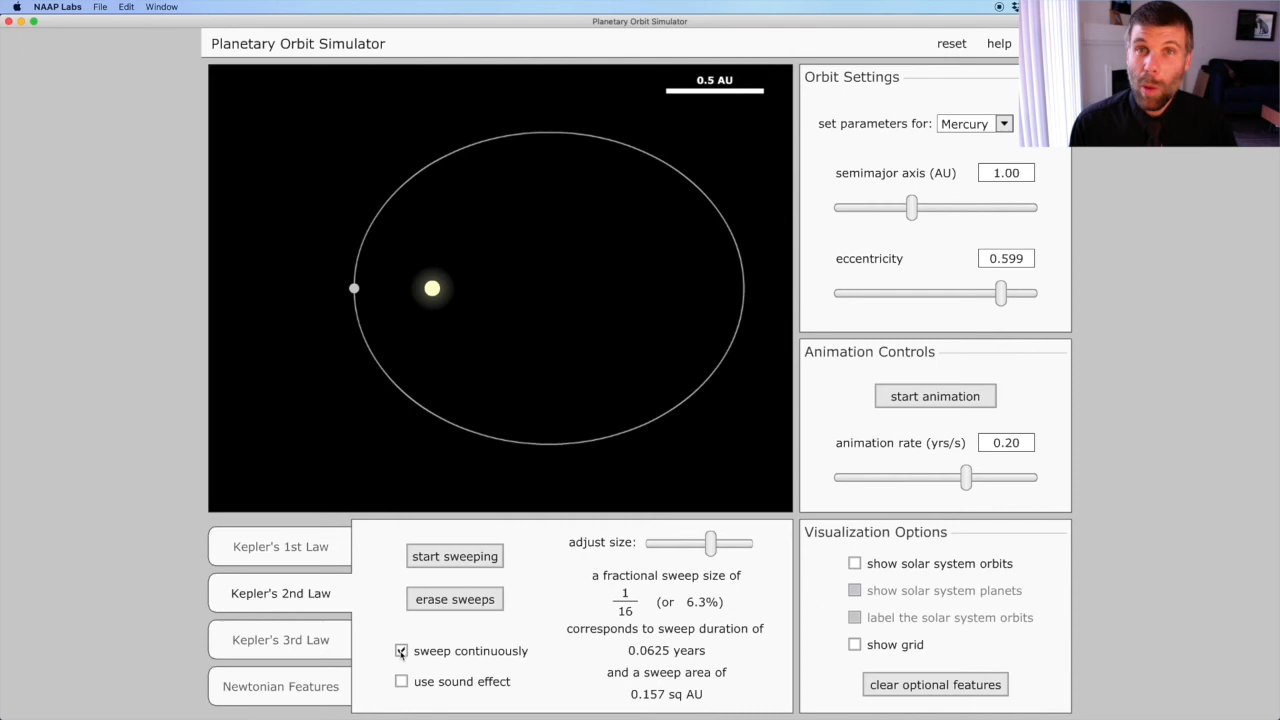 NAAP Labs File Edit Window
Planetary Orbit Simulator
Planetary Orbit Simulator
reset help
0.5 AU
Orbit Settings
set parameters for: Mercury
semimajor axis (AU) 1.00
eccentricity 0.599
Animation Controls
start animation
animation rate (yrs/s) 0.20
Kepler's 1st Law
Kepler's 2nd Law
Kepler's 3rd Law
Newtonian Features
start sweeping
erase sweeps
sweep continuously
use sound effect
adjust size:
a fractional sweep size of
1
16
(or 6.3%)
corresponds to sweep duration of
0.0625 years
and a sweep area of
0.157 sq AU
Visualization Options
show solar system orbits
show solar system planets
label the solar system orbits
show grid
clear optional features